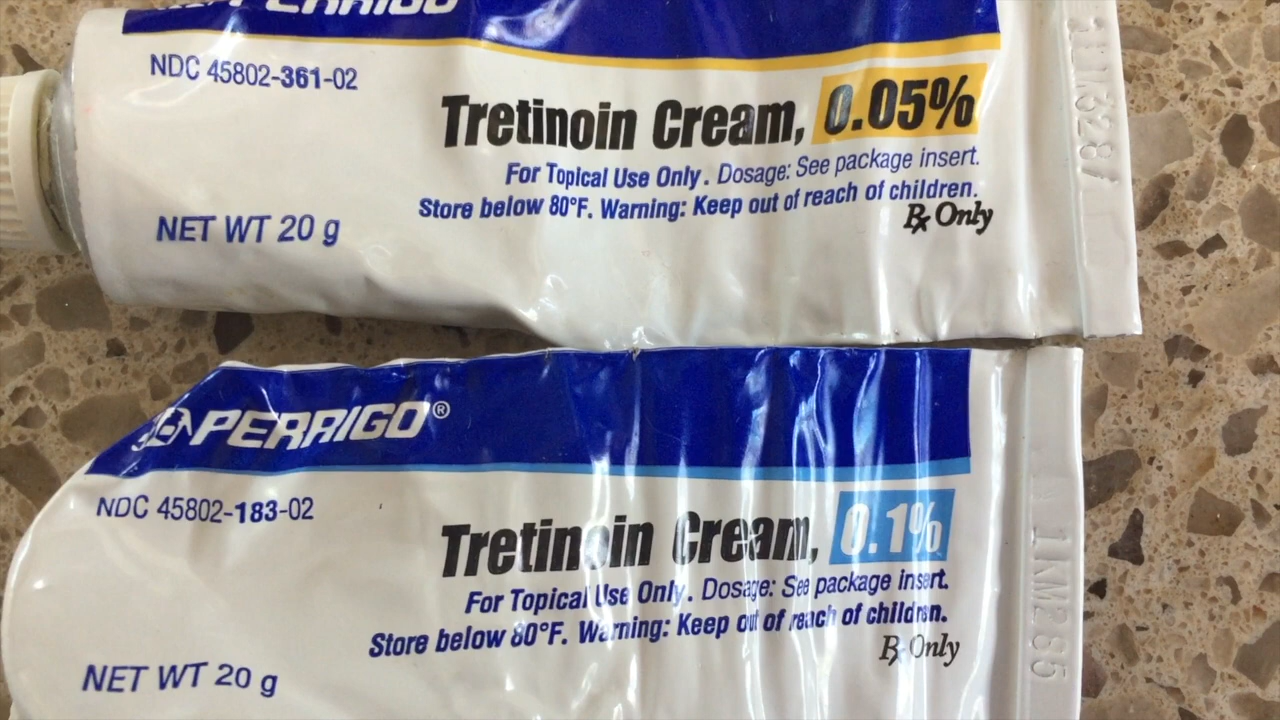 PERRIGO
NDC 45802-361-02
Tretinoin Cream, 0.05%
For Topical Use Only. Dosage: See package insert.
Store below 80°F. Warning: Keep out of reach of children.
Rx Only
NET WT 20 g
PERRIGO®
NDC 45802-183-02
Tretinoin Cream, 0.1%
For Topical Use Only. Dosage: See package insert.
Store below 80°F. Warning: Keep out of reach of children.
Rx Only
NET WT 20 g